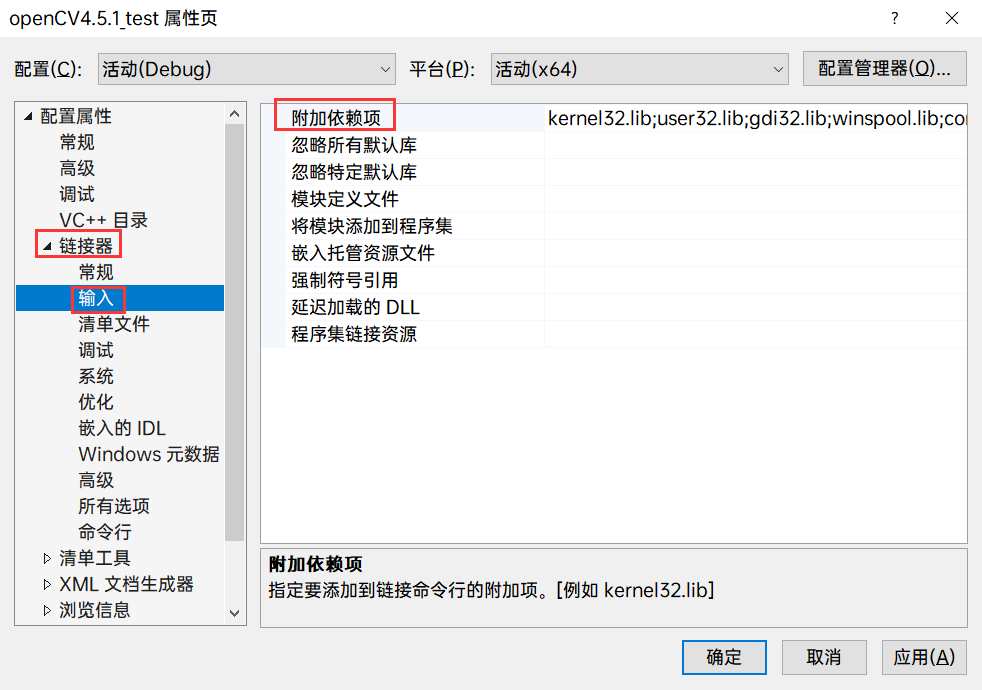 openCV4.5.1_test 属性页
配置(C): 活动(Debug) 平台(P): 活动(x64) 配置管理器(O)...
配置属性
常规
高级
调试
VC++ 目录
链接器
常规
输入
清单文件
调试
系统
优化
嵌入的 IDL
Windows 元数据
高级
所有选项
命令行
清单工具
XML 文档生成器
浏览信息
附加依赖项 kernel32.lib;user32.lib;gdi32.lib;winspool.lib;co
忽略所有默认库
忽略特定默认库
模块定义文件
将模块添加到程序集
嵌入托管资源文件
强制符号引用
延迟加载的 DLL
程序集链接资源
附加依赖项
指定要添加到链接命令行的附加项。[例如 kernel32.lib]
确定 取消 应用(A)